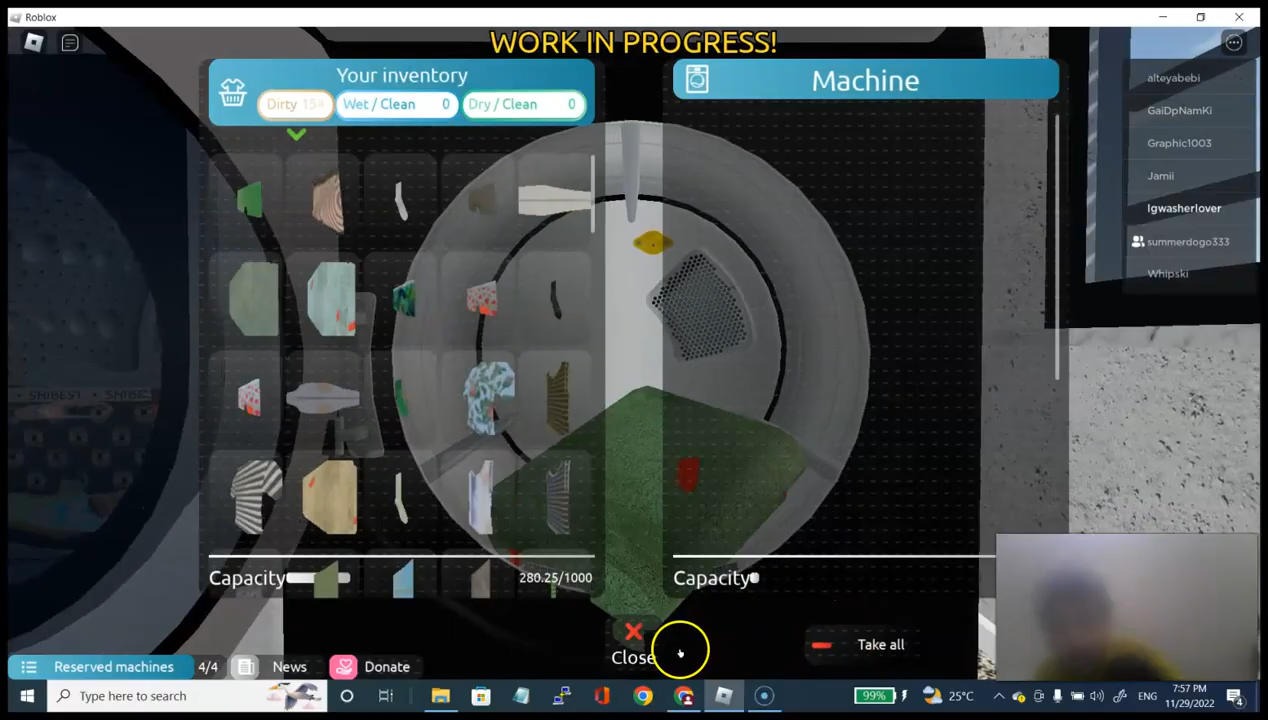 Roblox
WORK IN PROGRESS!
Your inventory
Dirty
Wet / Clean 0
Dry / Clean 0
Machine
alteyabebi
GaiDpNamKi
Graphic1003
Jamii
lgwasherlover
summerdogo333
Whipski
Capacity
280.25/1000
Capacity
Close
Take all
Reserved machines 4/4
News
Donate
Type here to search
99%
25°C
ENG
7:57 PM
11/29/2022
4